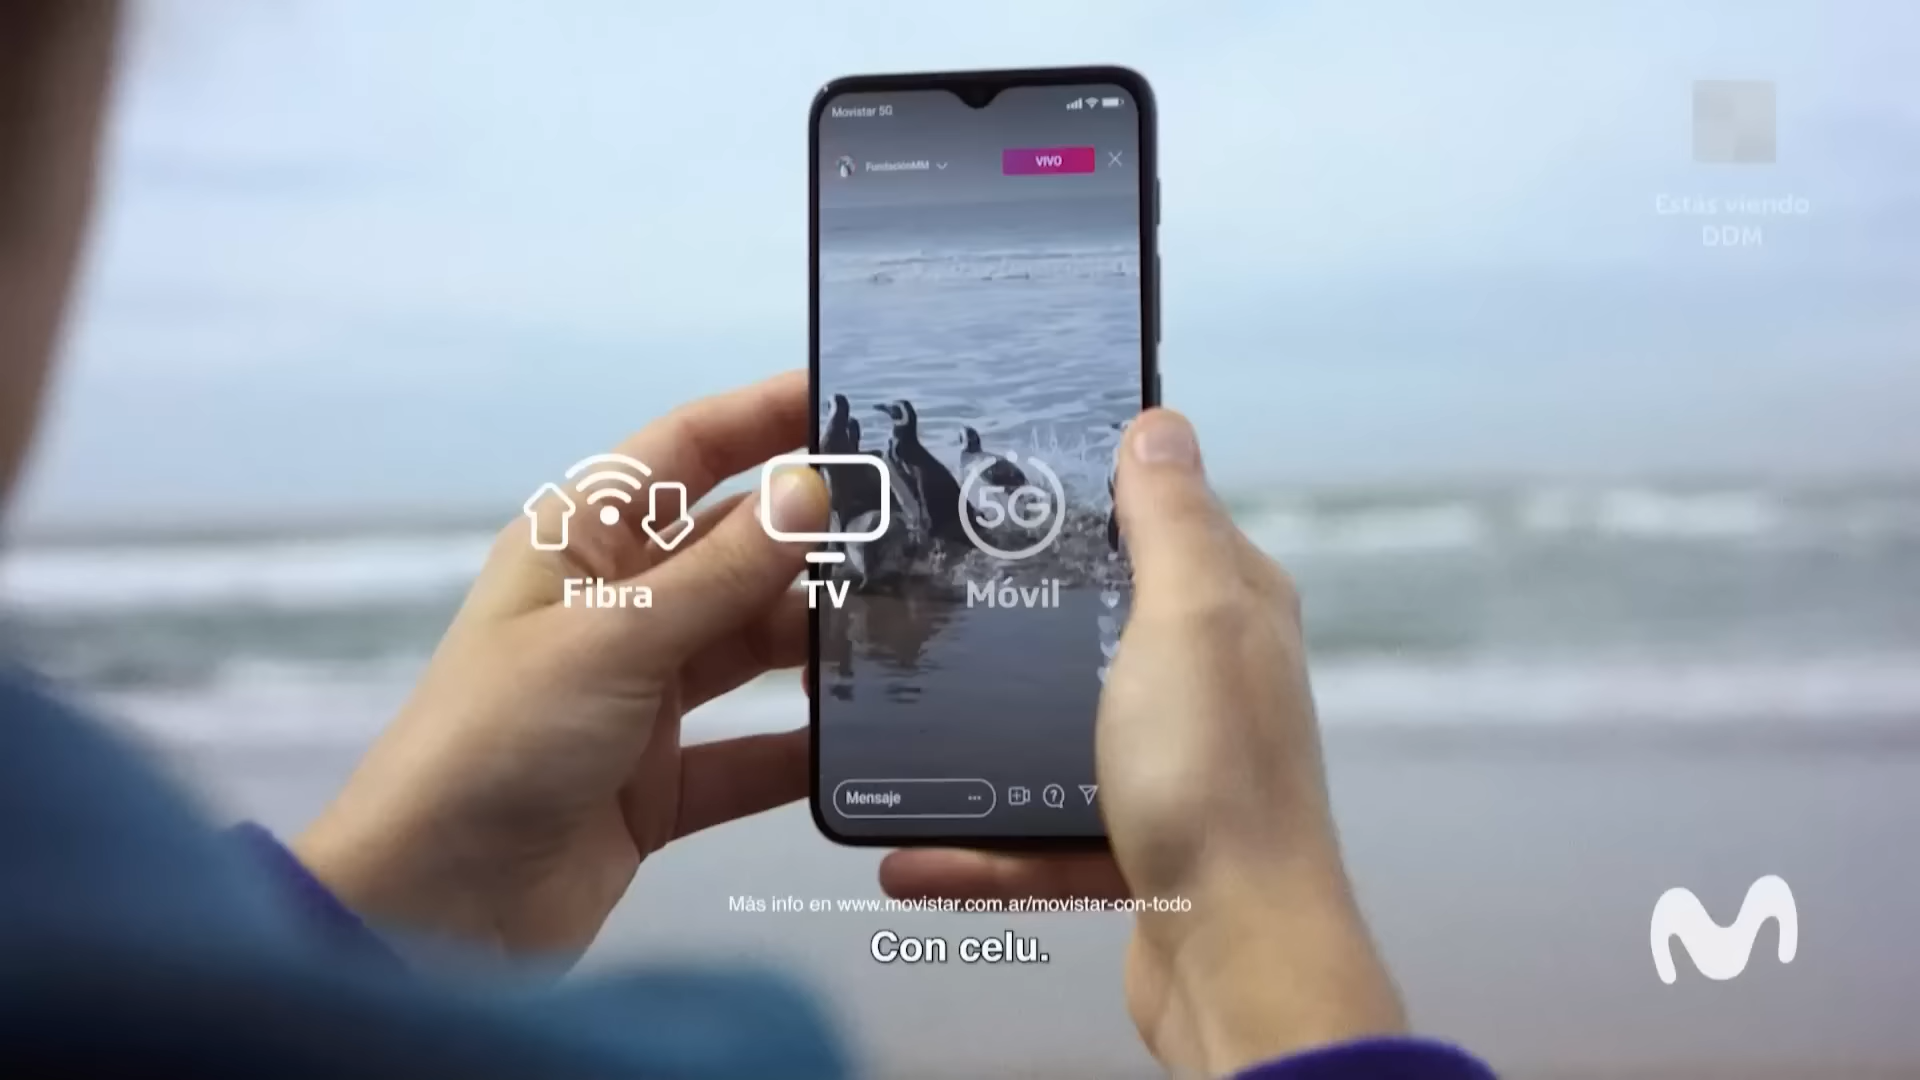 Movistar 5G
FundaciónMM
VIVO
Estás viendo
DDM
5G
Fibra
TV
Móvil
Mensaje
Más info en www.movistar.com.ar/movistar-con-todo
Con celu.